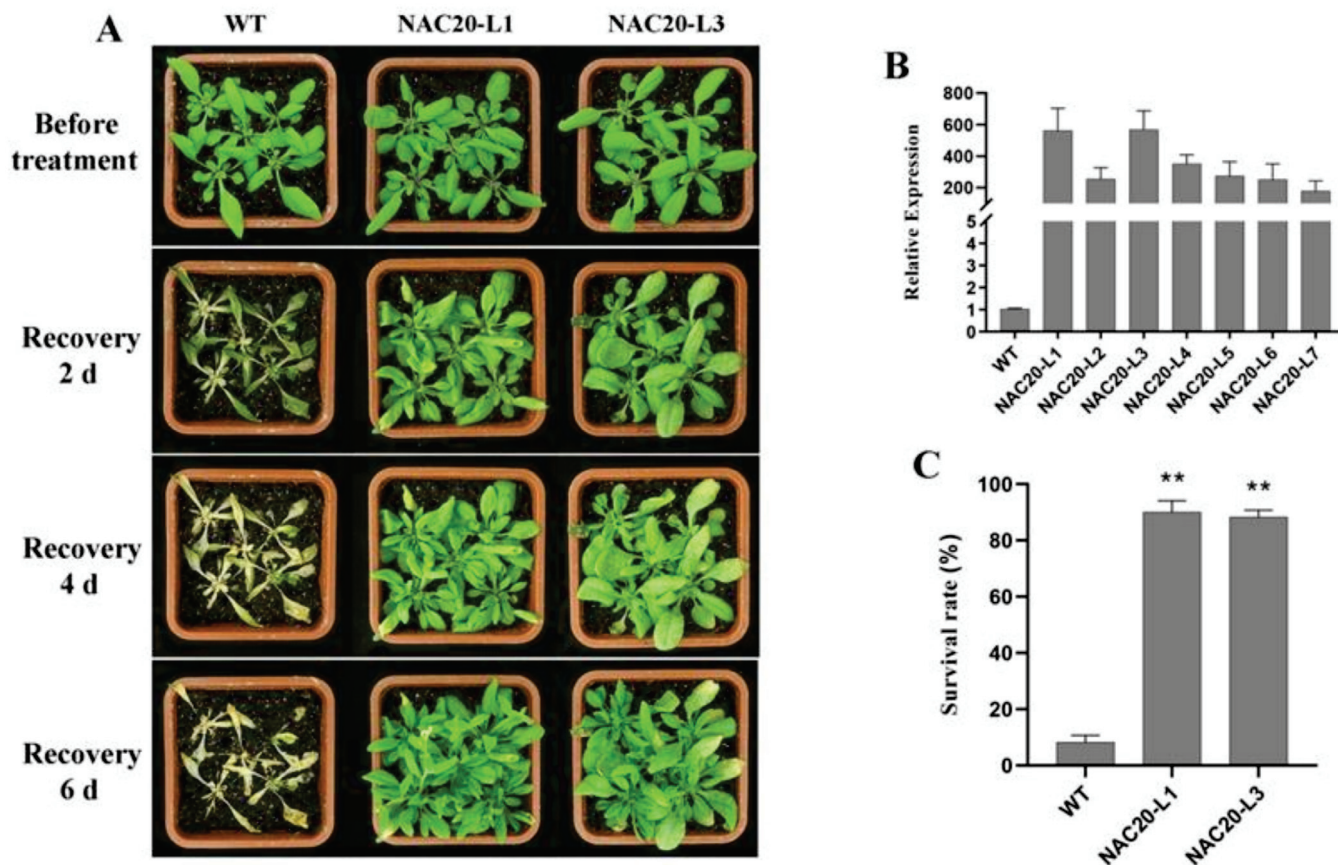 A
WT NAC20-L1 NAC20-L3
Before
treatment
Recovery
2 d
Recovery
4 d
Recovery
6 d
B
Relative Expression
800
600
400
200
5
4
3
2
1
0
WT NAC20-L1 NAC20-L2 NAC20-L3 NAC20-L4 NAC20-L5 NAC20-L6 NAC20-L7
C
Survival rate (%)
100
80
60
40
20
0
** **
WT NAC20-L1 NAC20-L3